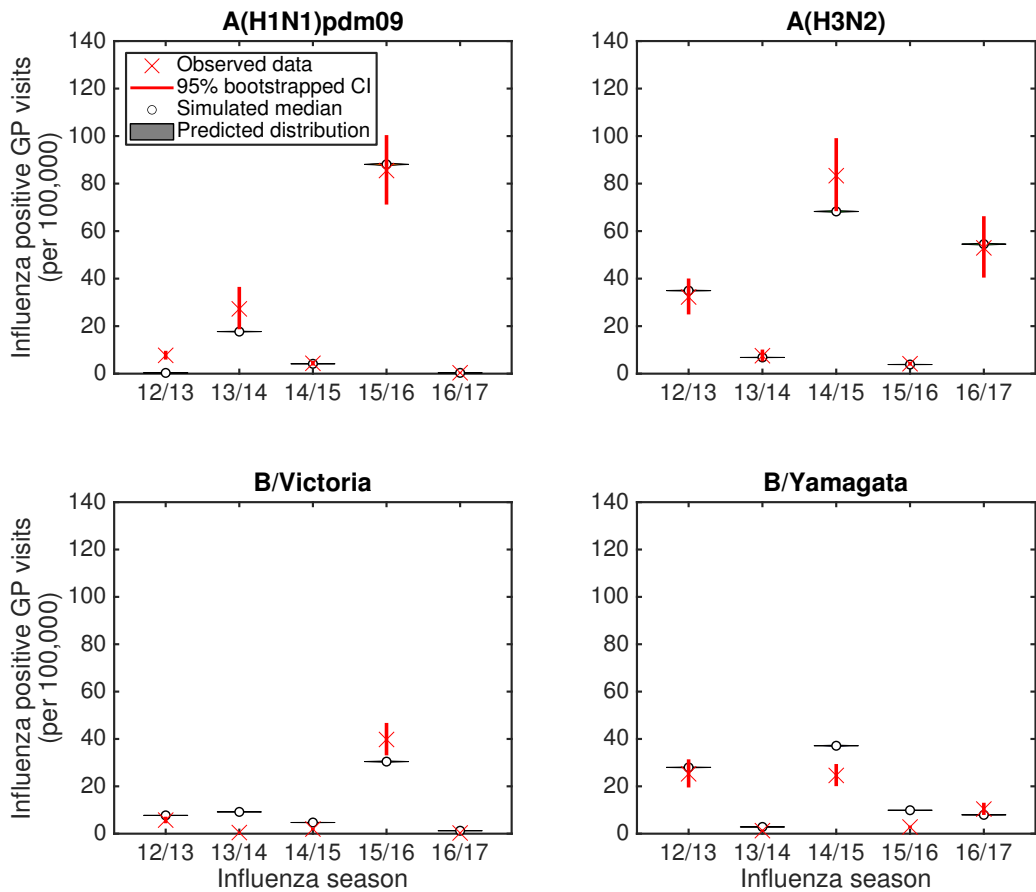 A(H1N1)pdm09
140
120
100
80
60
40
20
0
Influenza positive GP visits
(per 100,000)
Observed data
95% bootstrapped CI
Simulated median
Predicted distribution
12/13 13/14 14/15 15/16 16/17
A(H3N2)
140
120
100
80
60
40
20
0
12/13 13/14 14/15 15/16 16/17
B/Victoria
140
120
100
80
60
40
20
0
Influenza positive GP visits
(per 100,000)
12/13 13/14 14/15 15/16 16/17
Influenza season
B/Yamagata
140
120
100
80
60
40
20
0
12/13 13/14 14/15 15/16 16/17
Influenza season